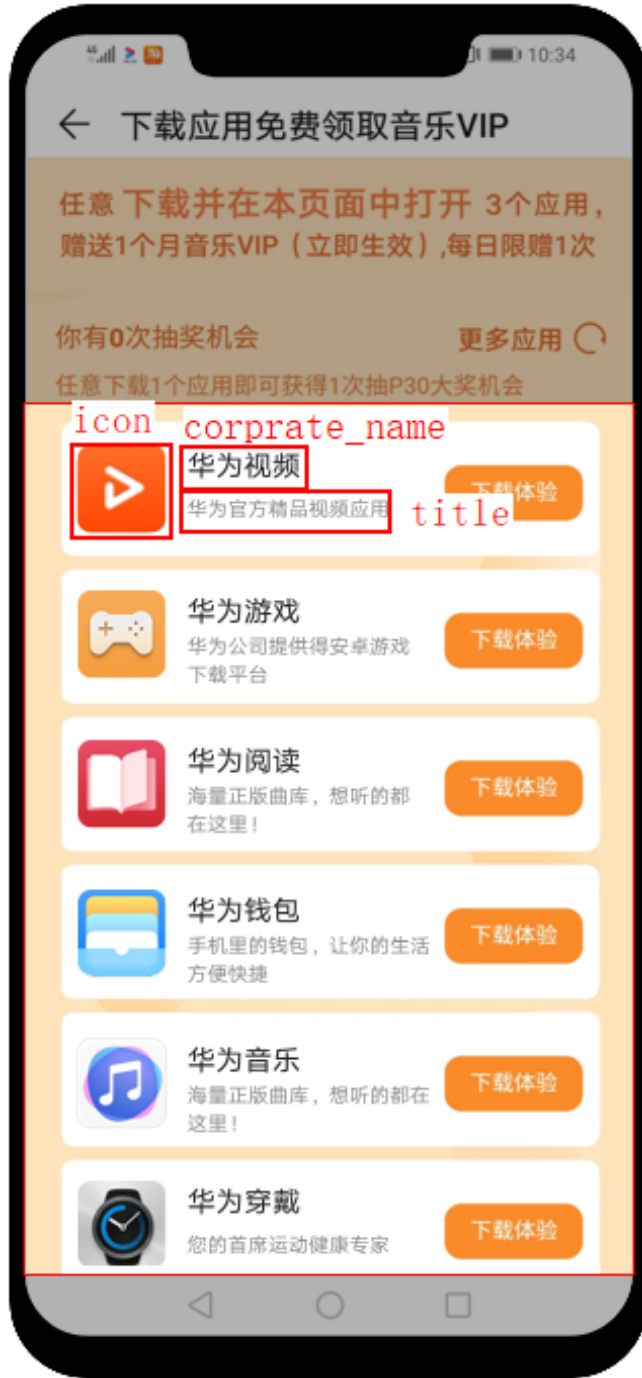 10:34
下载应用免费领取音乐VIP
任意 下载并在本页面中打开 3个应用，
赠送1个月音乐VIP（立即生效）,每日限赠1次
你有0次抽奖机会
更多应用
任意下载1个应用即可获得1次抽P30大奖机会
icon
corprate_name
华为视频
华为官方精品视频应用
title
下载体验
华为游戏
华为公司提供得安卓游戏
下载平台
下载体验
华为阅读
海量正版曲库，想听的都
在这里！
下载体验
华为钱包
手机里的钱包，让你的生活
方便快捷
下载体验
华为音乐
海量正版曲库，想听的都在
这里！
下载体验
华为穿戴
您的首席运动健康专家
下载体验